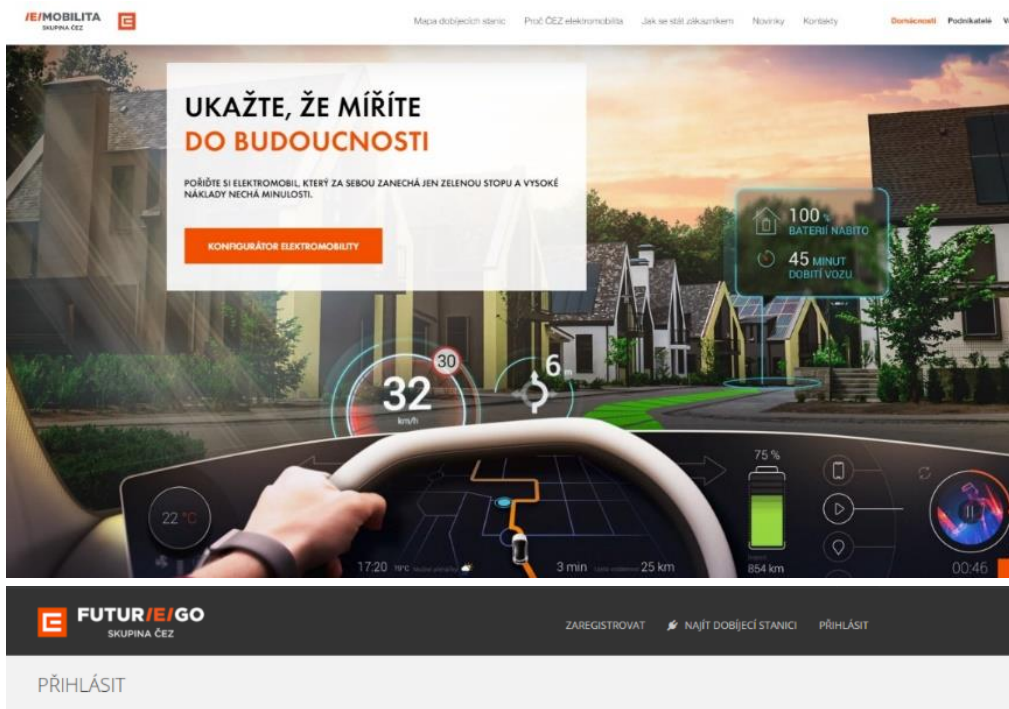 /E/MOBILITA
SKUPINA ČEZ
Mapa dobíjecích stanic Proč ČEZ elektromobilita Jak se stát zákazníkem Novinky Kontakty Domácnosti Podnikatelé
UKAŽTE, ŽE MÍŘÍTE
DO BUDOUCNOSTI
POŘIĎTE SI ELEKTROMOBIL, KTERÝ ZA SEBOU ZANECHÁ JEN ZELENOU STOPU A VYSOKÉ
NÁKLADY NECHÁ MINULOSTI.
KONFIGURÁTOR ELEKTROMOBILITY
100 %
BATERIÍ NABITO
45 MINUT
DOBITÍ VOZU
30
32
km/h
6 m
75 %
22 °C
17:20 19°C
3 min
25 km
854 km
00:46
FUTUR/E/GO
SKUPINA ČEZ
ZAREGISTROVAT NAJÍT DOBÍJECÍ STANICI PŘIHLÁSIT
PŘIHLÁSIT